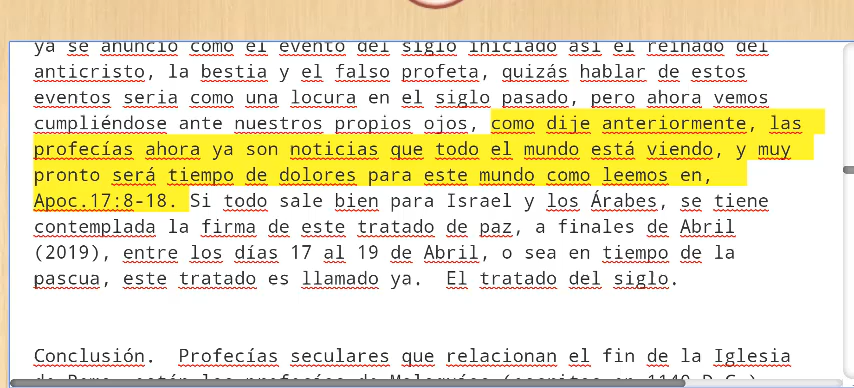 ya se anunció como el evento del siglo iniciado así el reinado del
anticristo, la bestia y el falso profeta, quizás hablar de estos
eventos seria como una locura en el siglo pasado, pero ahora vemos
cumpliéndose ante nuestros propios ojos, como dije anteriormente, las
profecías ahora ya son noticias que todo el mundo está viendo, y muy
pronto será tiempo de dolores para este mundo como leemos en,
Apoc.17:8-18. Si todo sale bien para Israel y los Árabes, se tiene
contemplada la firma de este tratado de paz, a finales de Abril
(2019), entre los días 17 al 19 de Abril, o sea en tiempo de la
pascua, este tratado es llamado ya.  El tratado del siglo.
Conclusión.  Profecías seculares que relacionan el fin de la Iglesia